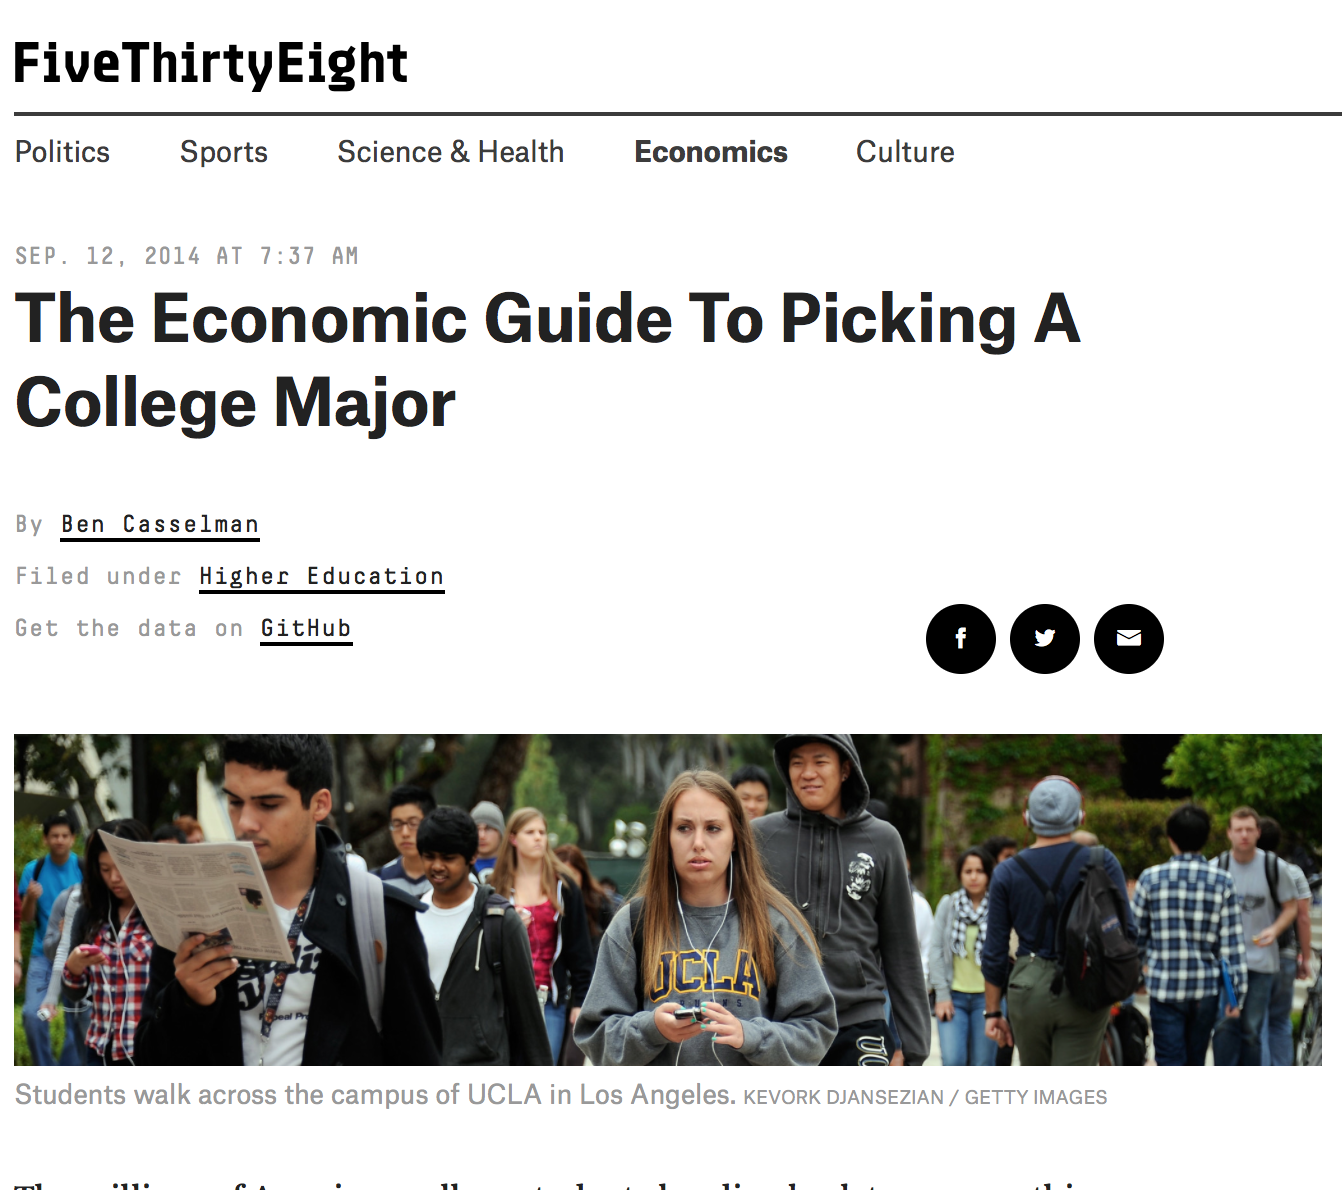 FiveThirtyEight
Politics Sports Science & Health Economics Culture
SEP. 12, 2014 AT 7:37 AM
The Economic Guide To Picking A
College Major
By Ben Casselman
Filed under Higher Education
Get the data on GitHub
UCLA
BRUINS
Students walk across the campus of UCLA in Los Angeles. KEVORK DJANSEZIAN / GETTY IMAGES